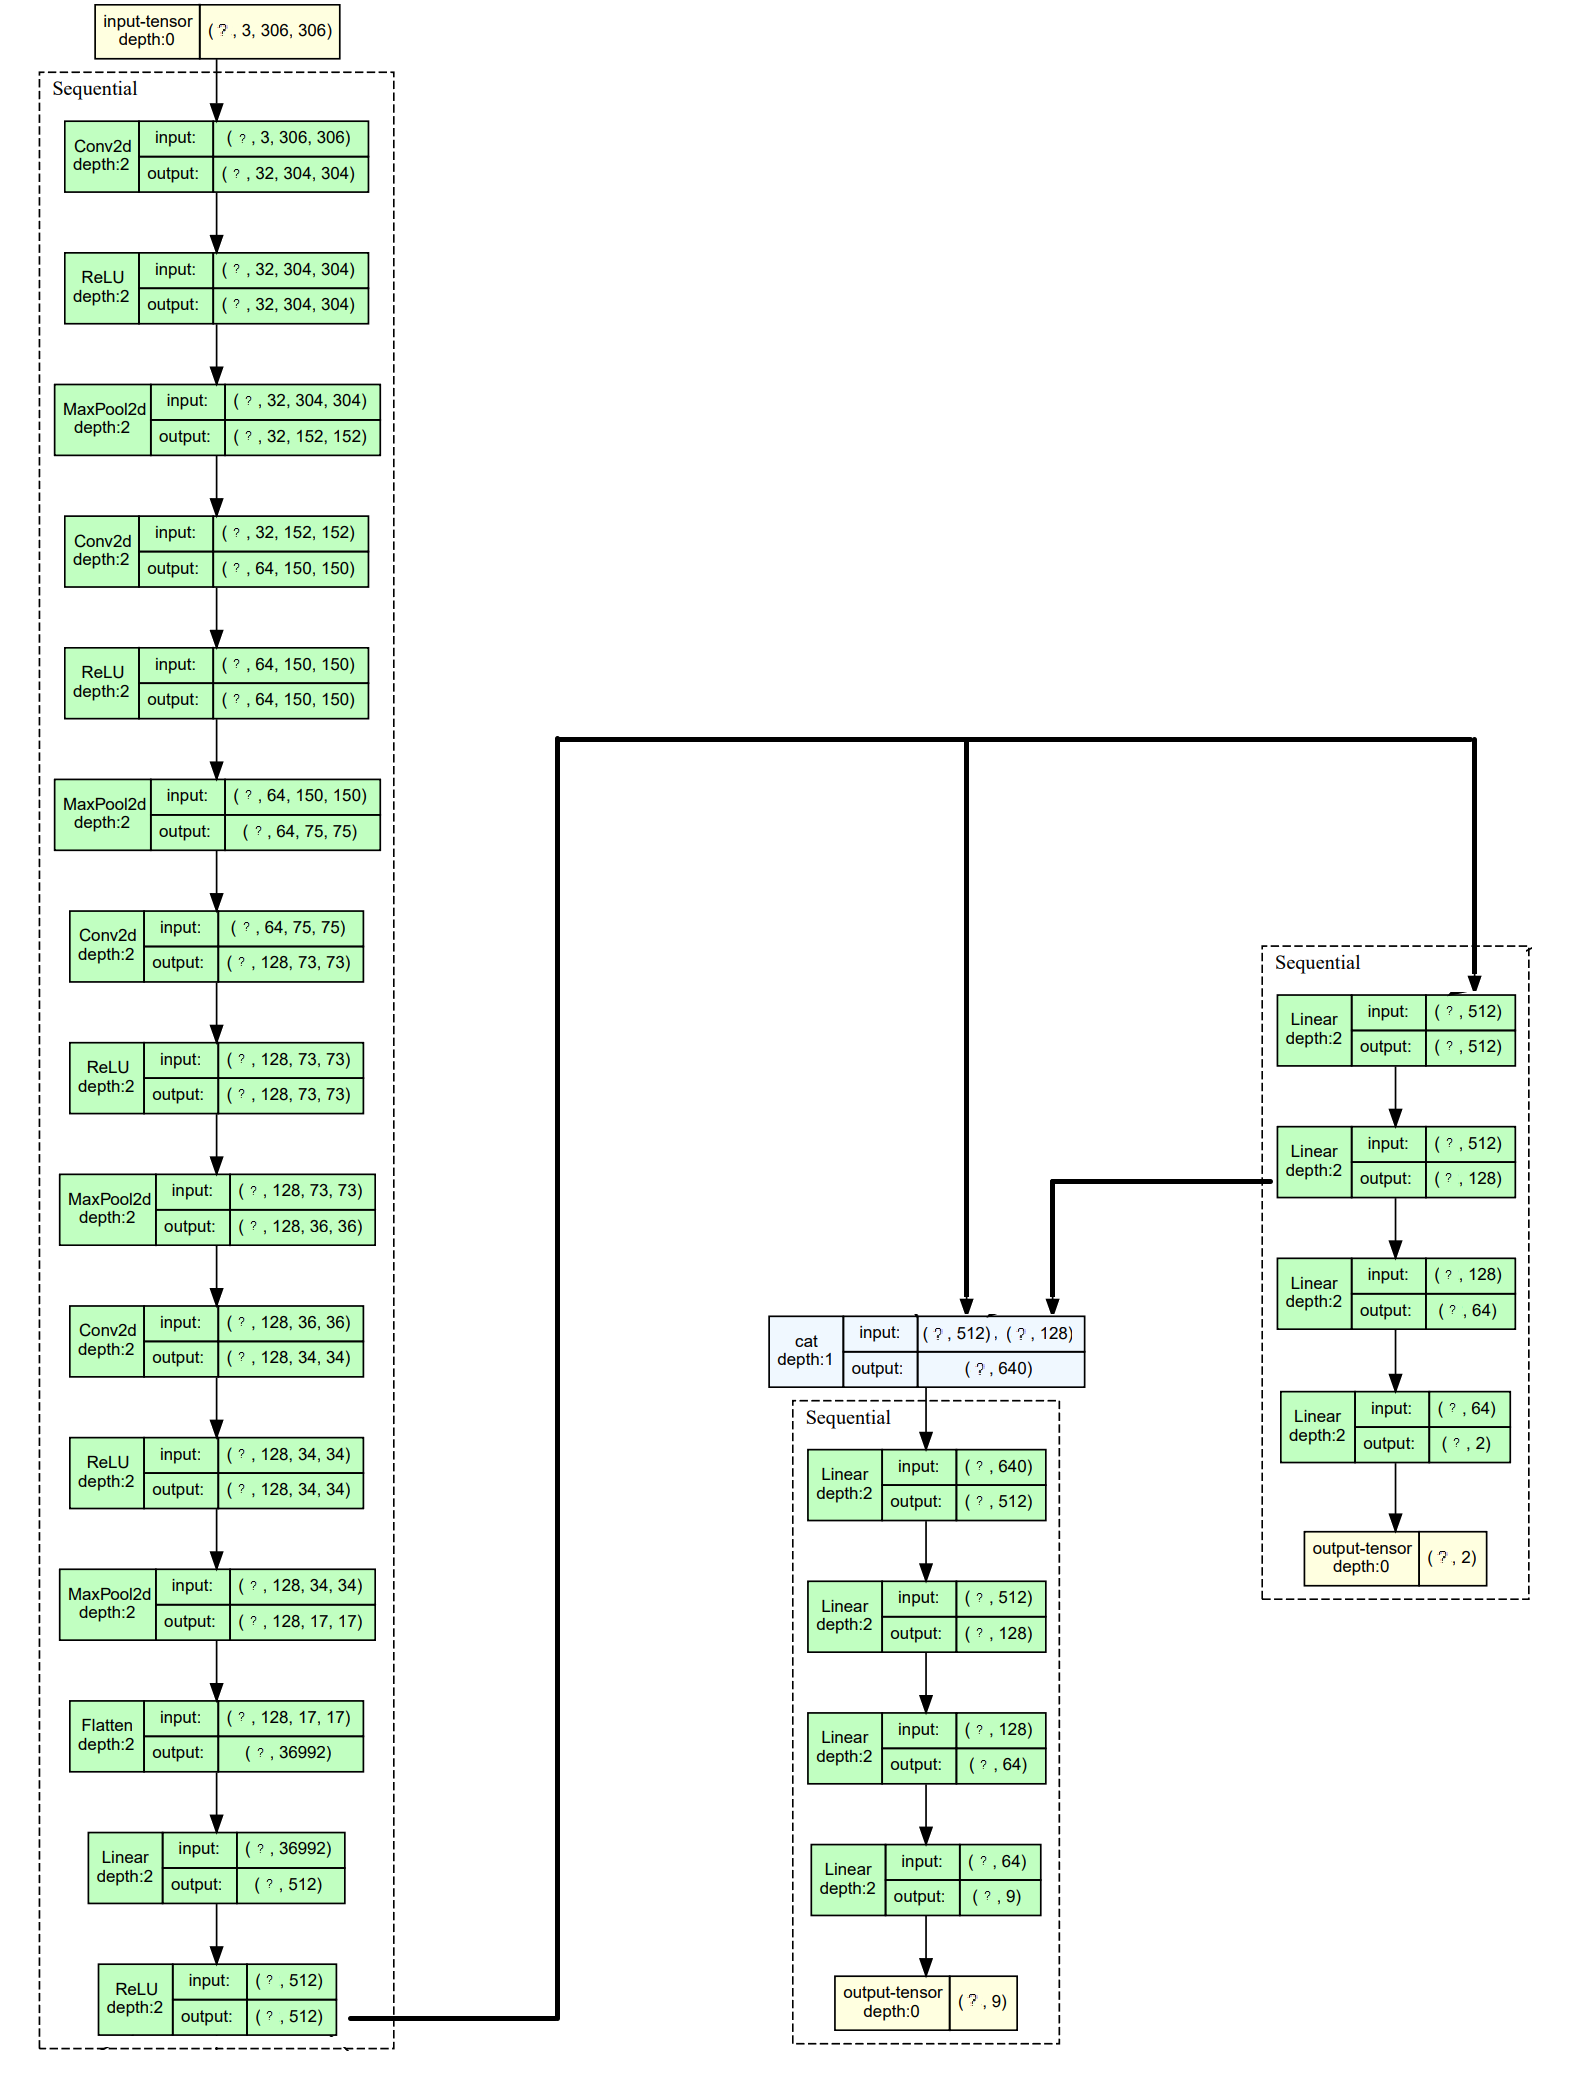 input-tensor
depth:0
(?, 3, 306, 306)
Sequential
Conv2d
depth:2
input:
(?, 3, 306, 306)
output:
(?, 32, 304, 304)
ReLU
depth:2
input:
(?, 32, 304, 304)
output:
(?, 32, 304, 304)
MaxPool2d
depth:2
input:
(?, 32, 304, 304)
output:
(?, 32, 152, 152)
Conv2d
depth:2
input:
(?, 32, 152, 152)
output:
(?, 64, 150, 150)
ReLU
depth:2
input:
(?, 64, 150, 150)
output:
(?, 64, 150, 150)
MaxPool2d
depth:2
input:
(?, 64, 150, 150)
output:
(?, 64, 75, 75)
Conv2d
depth:2
input:
(?, 64, 75, 75)
output:
(?, 128, 73, 73)
ReLU
depth:2
input:
(?, 128, 73, 73)
output:
(?, 128, 73, 73)
MaxPool2d
depth:2
input:
(?, 128, 73, 73)
output:
(?, 128, 36, 36)
Conv2d
depth:2
input:
(?, 128, 36, 36)
output:
(?, 128, 34, 34)
ReLU
depth:2
input:
(?, 128, 34, 34)
output:
(?, 128, 34, 34)
MaxPool2d
depth:2
input:
(?, 128, 34, 34)
output:
(?, 128, 17, 17)
Flatten
depth:2
input:
(?, 128, 17, 17)
output:
(?, 36992)
Linear
depth:2
input:
(?, 36992)
output:
(?, 512)
ReLU
depth:2
input:
(?, 512)
output:
(?, 512)
cat
depth:1
input:
(?, 512), (?, 128)
output:
(?, 640)
Sequential
Linear
depth:2
input:
(?, 640)
output:
(?, 512)
Linear
depth:2
input:
(?, 512)
output:
(?, 128)
Linear
depth:2
input:
(?, 128)
output:
(?, 64)
Linear
depth:2
input:
(?, 64)
output:
(?, 9)
output-tensor
depth:0
(?, 9)
Sequential
Linear
depth:2
input:
(?, 512)
output:
(?, 512)
Linear
depth:2
input:
(?, 512)
output:
(?, 128)
Linear
depth:2
input:
(?, 128)
output:
(?, 64)
Linear
depth:2
input:
(?, 64)
output:
(?, 2)
output-tensor
depth:0
(?, 2)